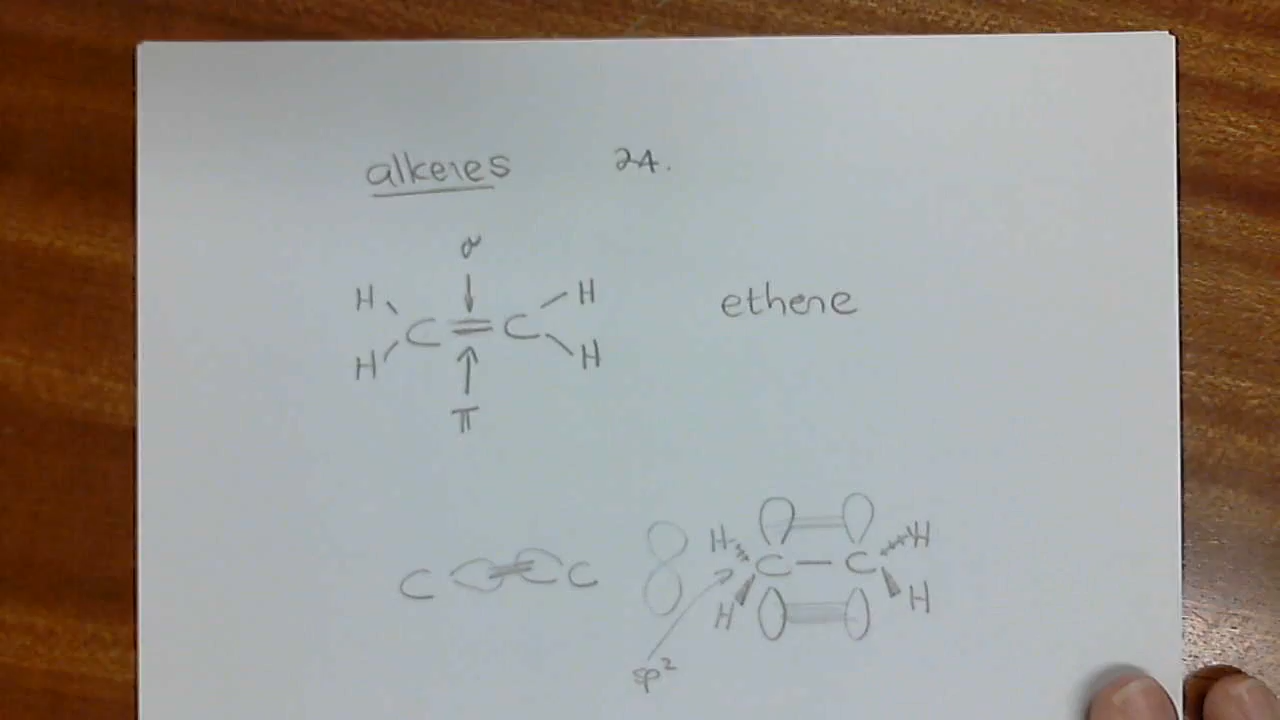 alkenes 24.
σ
H H
C = C ethene
H H
π
H C — C H
C C
H H
sp²